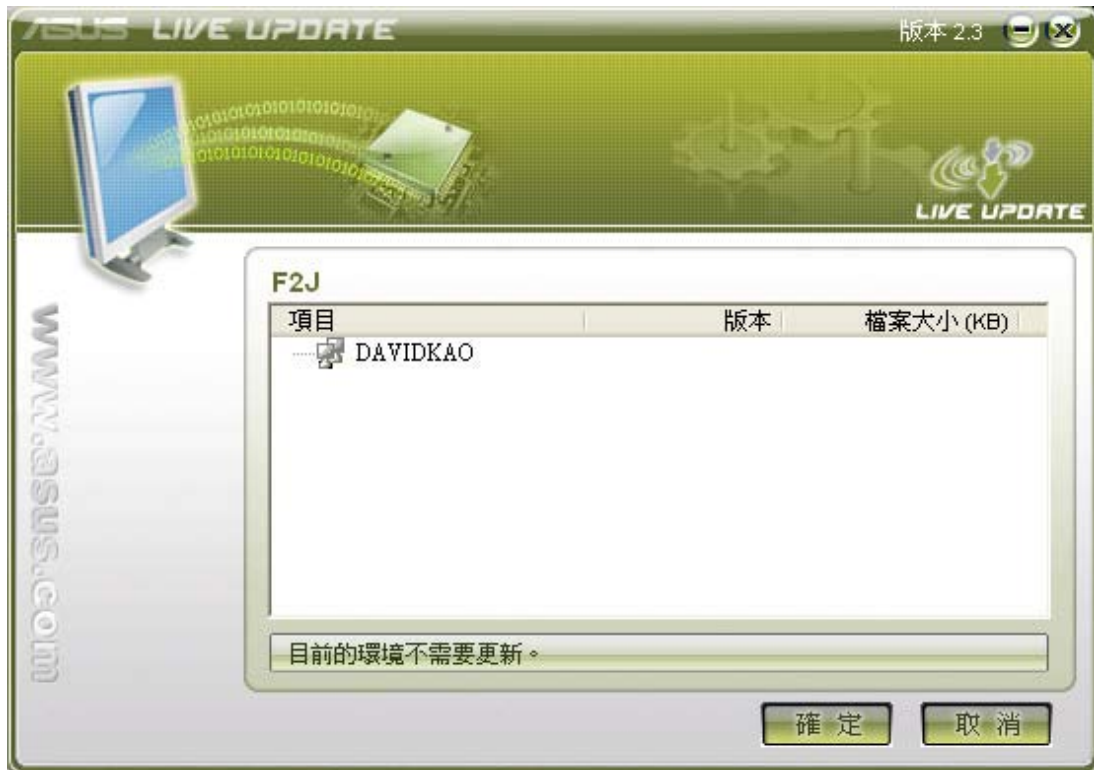 ASUS LIVE UPDATE
版本 2.3
LIVE UPDATE
www.asus.com
F2J
項目 版本 檔案大小 (KB)
DAVIDKAO
目前的環境不需要更新。
確定 取消